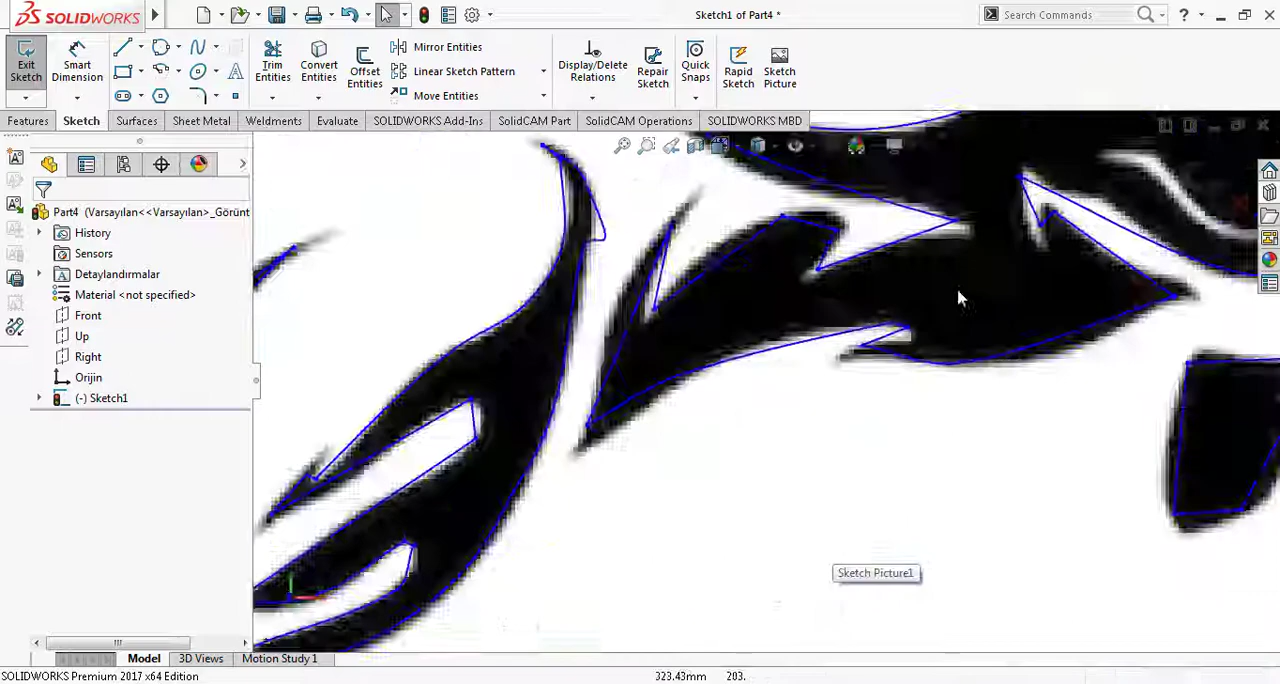 SOLIDWORKS
Sketch1 of Part4 *
Search Commands
?
Exit Sketch
Smart Dimension
Trim Entities
Convert Entities
Offset Entities
Mirror Entities
Linear Sketch Pattern
Move Entities
Display/Delete Relations
Repair Sketch
Quick Snaps
Rapid Sketch
Sketch Picture
Features
Sketch
Surfaces
Sheet Metal
Weldments
Evaluate
SOLIDWORKS Add-Ins
SolidCAM Part
SolidCAM Operations
SOLIDWORKS MBD
Part4 (Varsayılan<<Varsayılan>_Görünt
History
Sensors
Detaylandırmalar
Material <not specified>
Front
Up
Right
Orijin
(-) Sketch1
Sketch Picture1
Model
3D Views
Motion Study 1
SOLIDWORKS Premium 2017 x64 Edition
323.43mm
203.